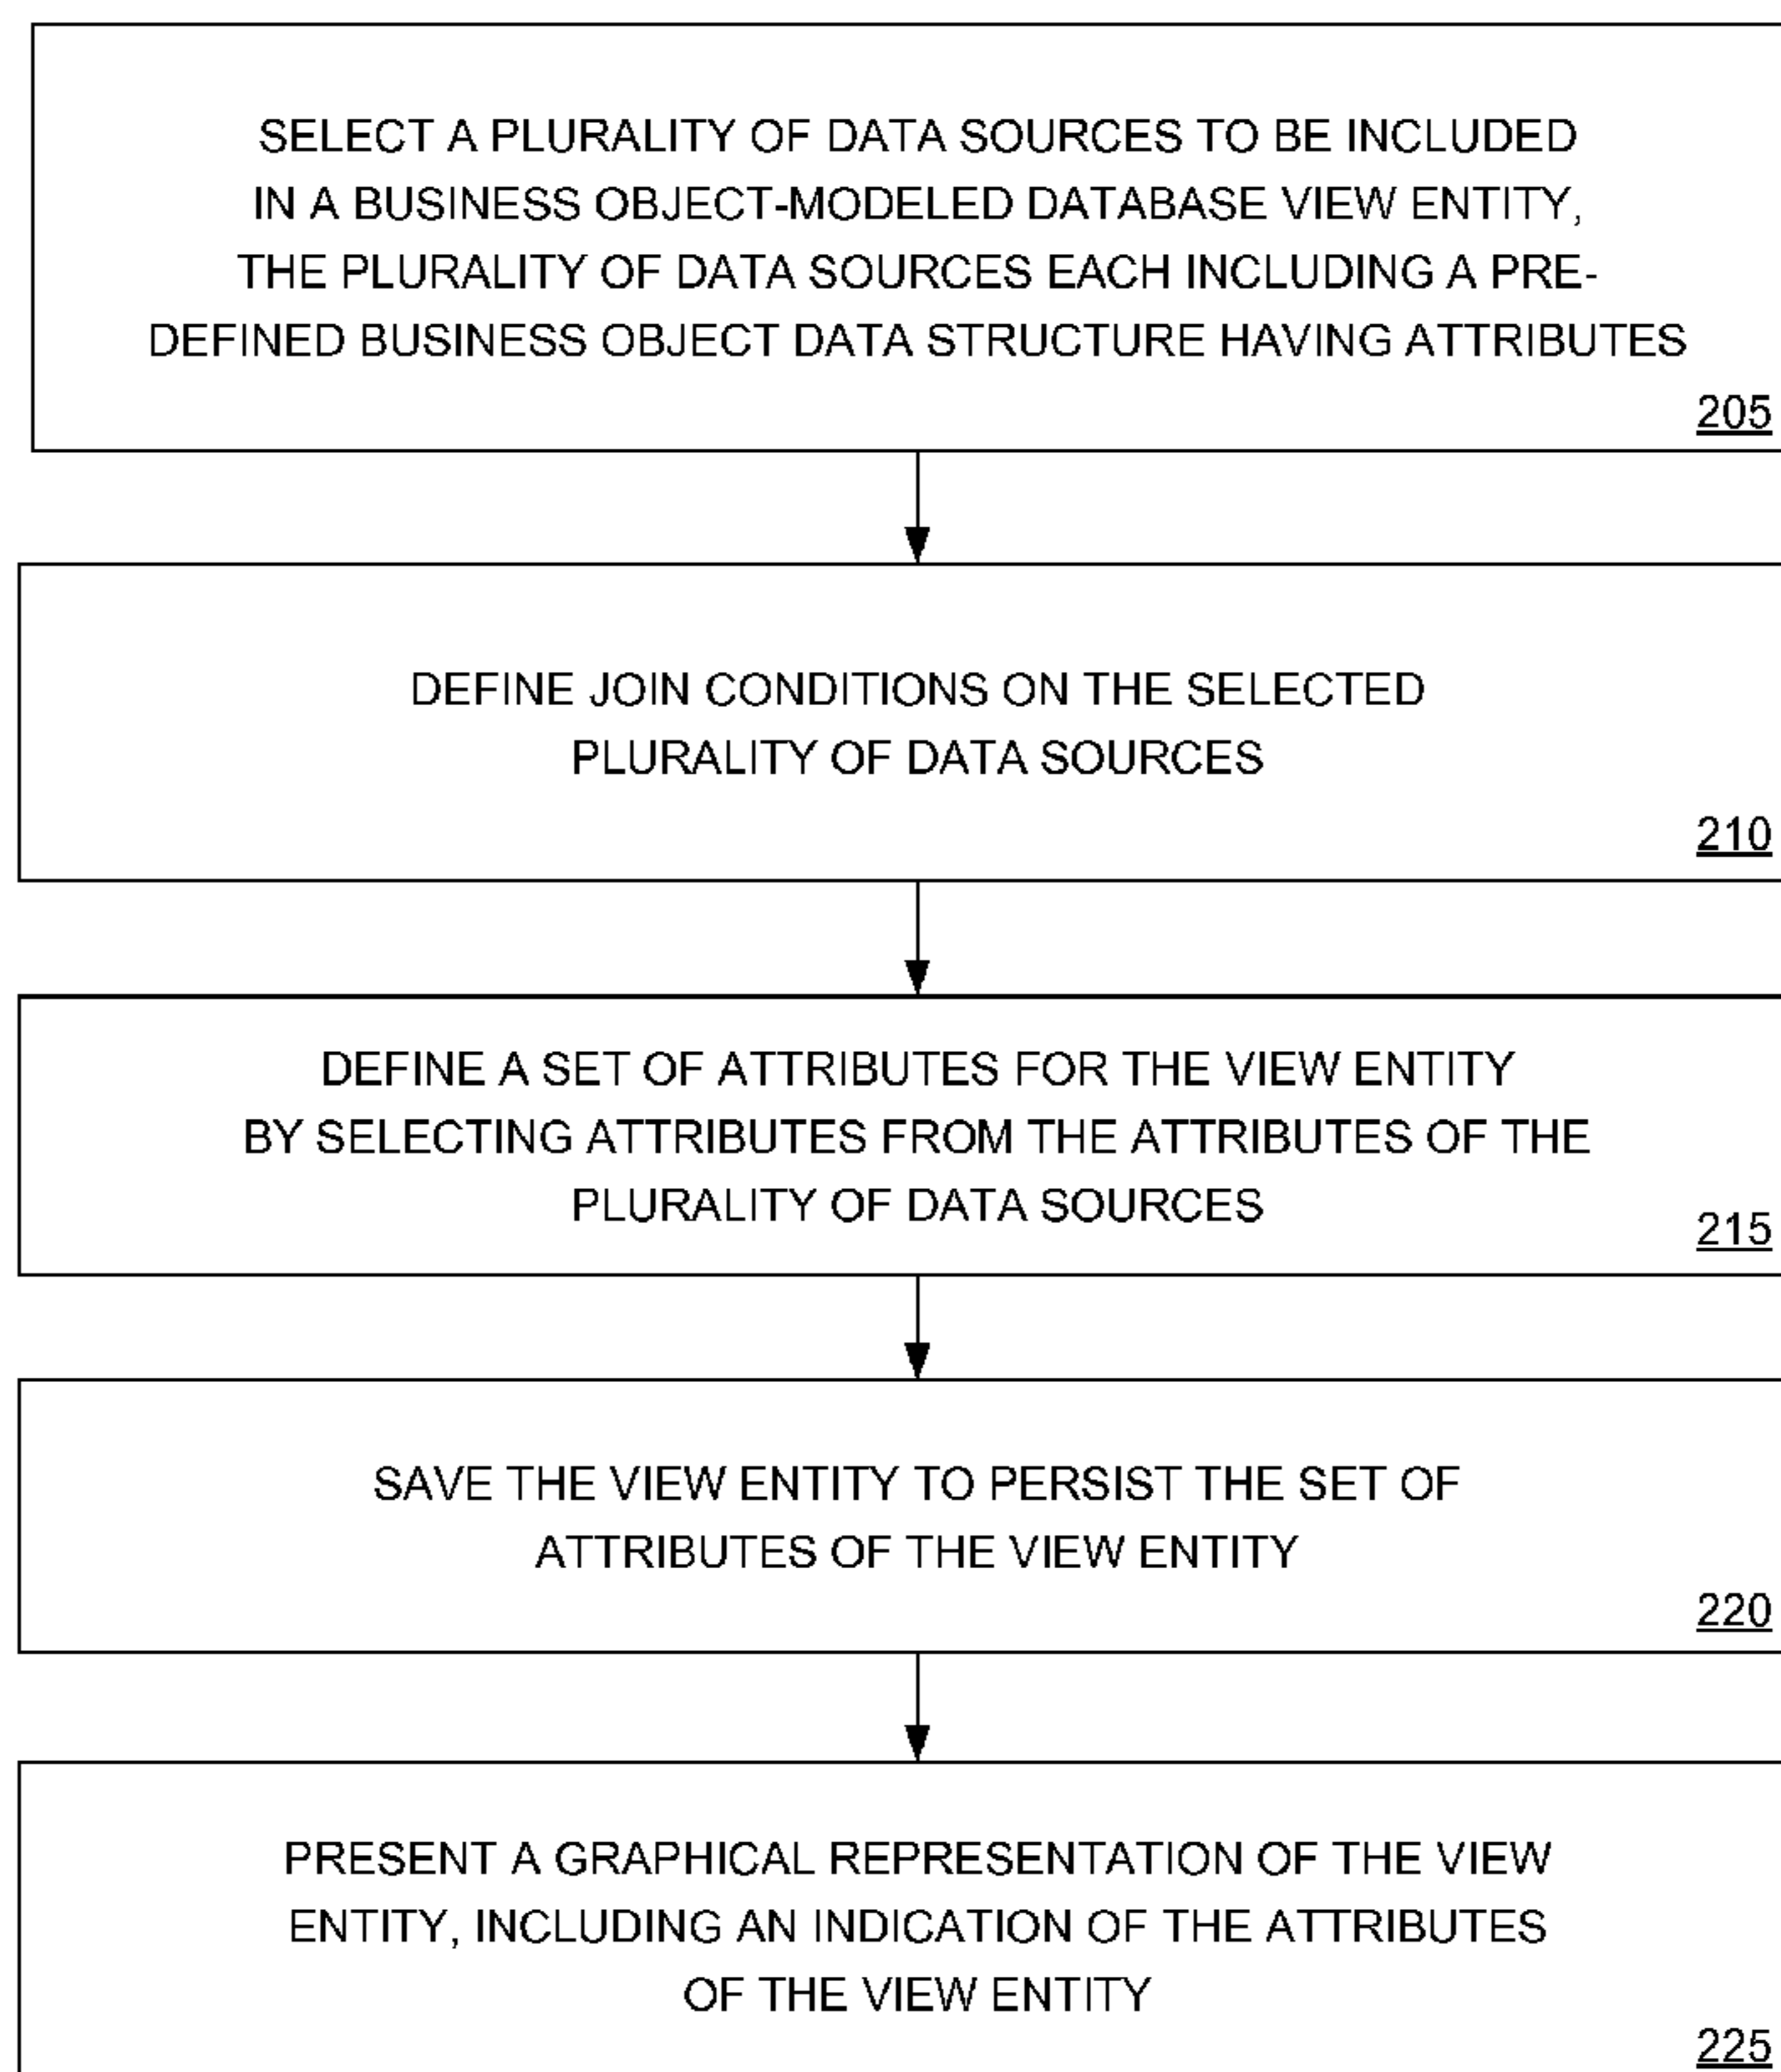 SELECT A PLURALITY OF DATA SOURCES TO BE INCLUDED
IN A BUSINESS OBJECT-MODELED DATABASE VIEW ENTITY,
THE PLURALITY OF DATA SOURCES EACH INCLUDING A PRE-
DEFINED BUSINESS OBJECT DATA STRUCTURE HAVING ATTRIBUTES
205
DEFINE JOIN CONDITIONS ON THE SELECTED
PLURALITY OF DATA SOURCES
210
DEFINE A SET OF ATTRIBUTES FOR THE VIEW ENTITY
BY SELECTING ATTRIBUTES FROM THE ATTRIBUTES OF THE
PLURALITY OF DATA SOURCES
215
SAVE THE VIEW ENTITY TO PERSIST THE SET OF
ATTRIBUTES OF THE VIEW ENTITY
220
PRESENT A GRAPHICAL REPRESENTATION OF THE VIEW
ENTITY, INCLUDING AN INDICATION OF THE ATTRIBUTES
OF THE VIEW ENTITY
225